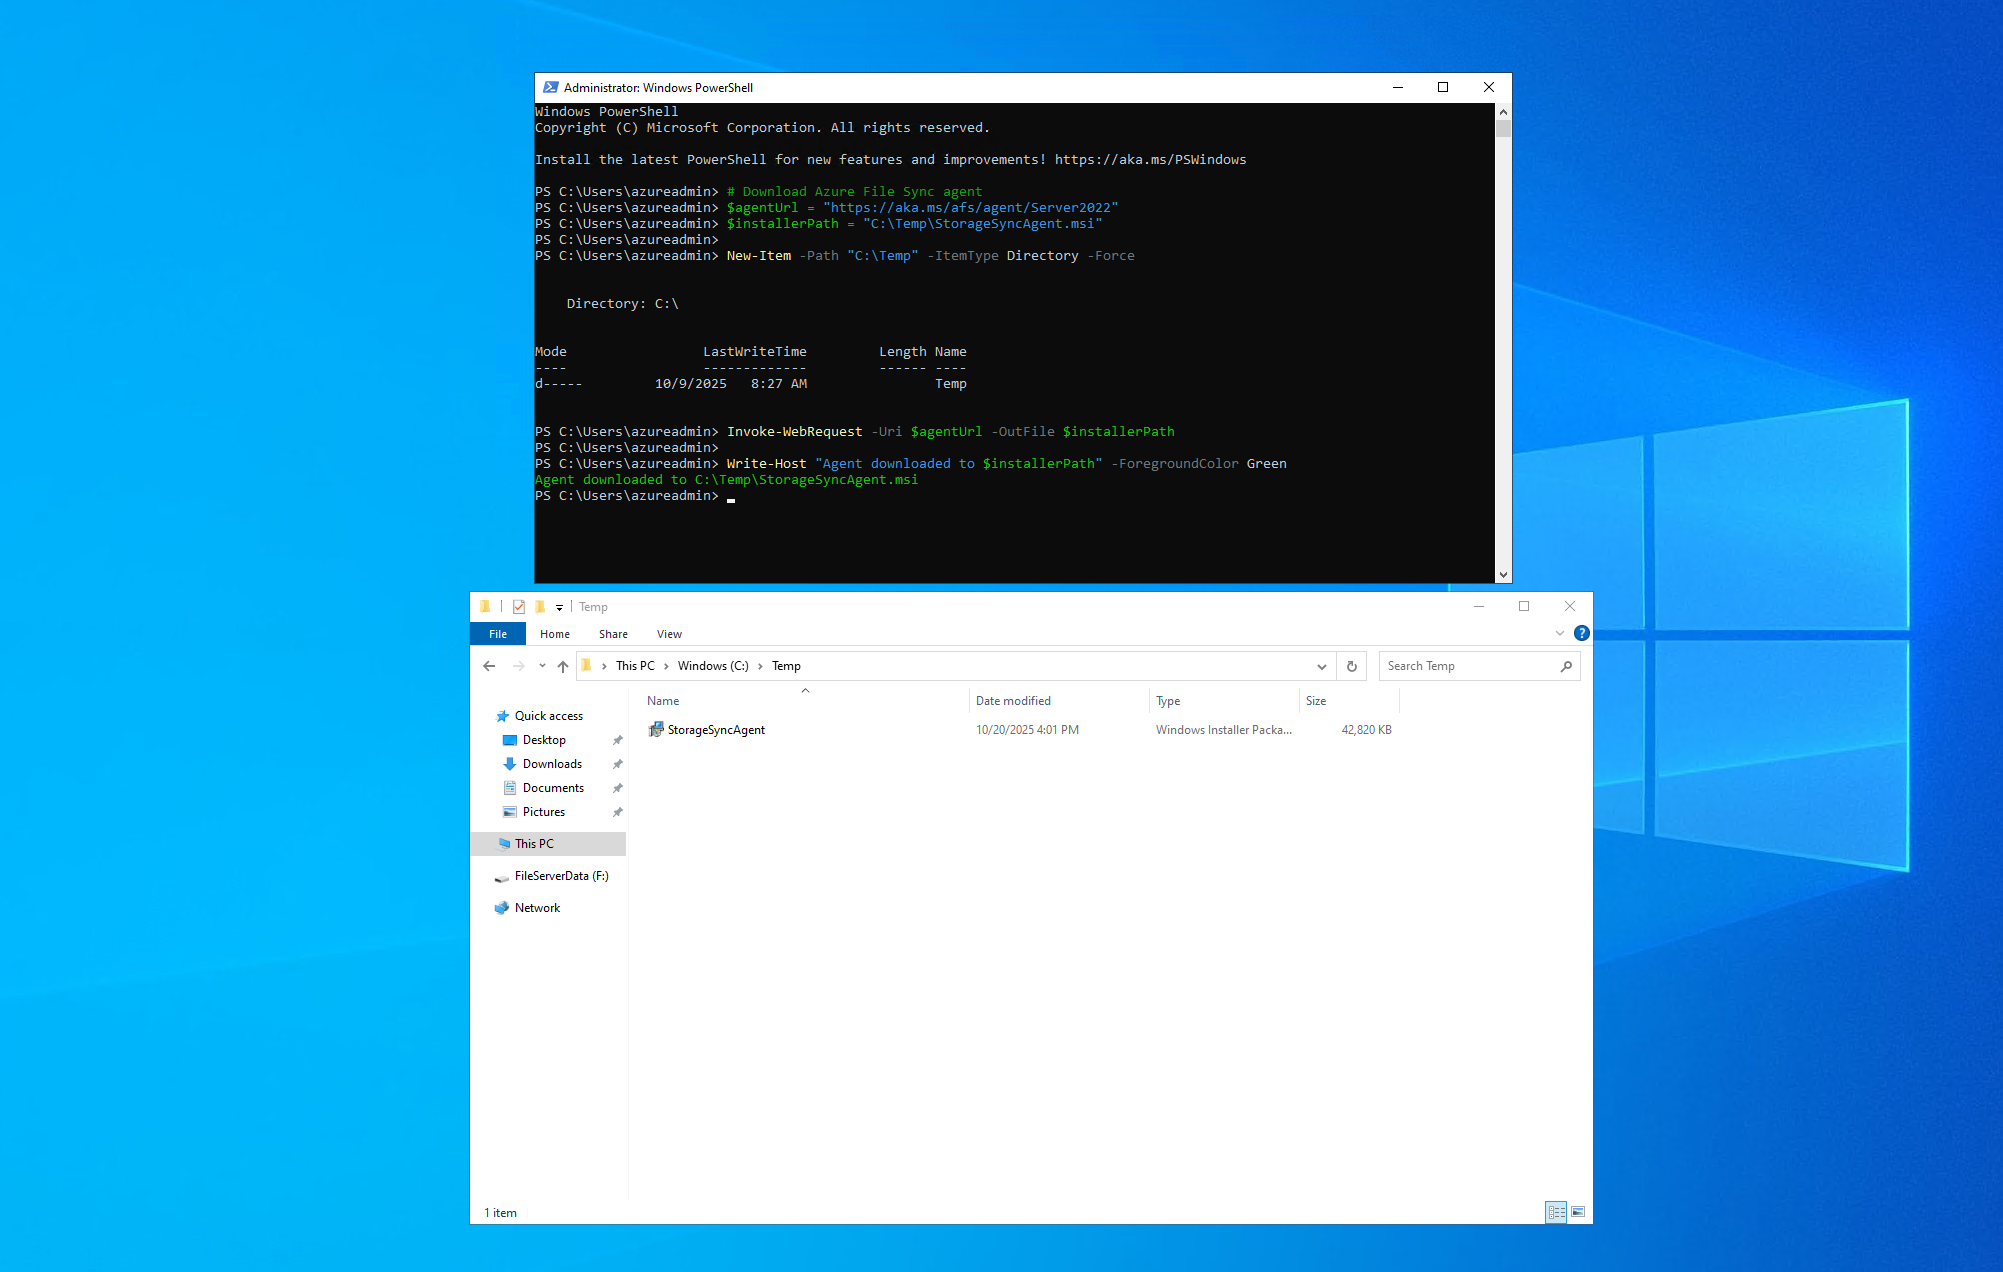 Administrator: Windows PowerShell
Windows PowerShell
Copyright (C) Microsoft Corporation. All rights reserved.
Install the latest PowerShell for new features and improvements! https://aka.ms/PSWindows
PS C:\Users\azureadmin> # Download Azure File Sync agent
PS C:\Users\azureadmin> $agentUrl = "https://aka.ms/afs/agent/Server2022"
PS C:\Users\azureadmin> $installerPath = "C:\Temp\StorageSyncAgent.msi"
PS C:\Users\azureadmin>
PS C:\Users\azureadmin> New-Item -Path "C:\Temp" -ItemType Directory -Force
Directory: C:\
Mode                 LastWriteTime         Length Name
----                 -------------         ------ ----
d-----         10/9/2025   8:27 AM                Temp
PS C:\Users\azureadmin> Invoke-WebRequest -Uri $agentUrl -OutFile $installerPath
PS C:\Users\azureadmin>
PS C:\Users\azureadmin> Write-Host "Agent downloaded to $installerPath" -ForegroundColor Green
Agent downloaded to C:\Temp\StorageSyncAgent.msi
PS C:\Users\azureadmin>
Temp
File Home Share View
This PC Windows (C:) Temp
Search Temp
Name Date modified Type Size
StorageSyncAgent 10/20/2025 4:01 PM Windows Installer Packa... 42,820 KB
Quick access
Desktop
Downloads
Documents
Pictures
This PC
FileServerData (F:)
Network
1 item